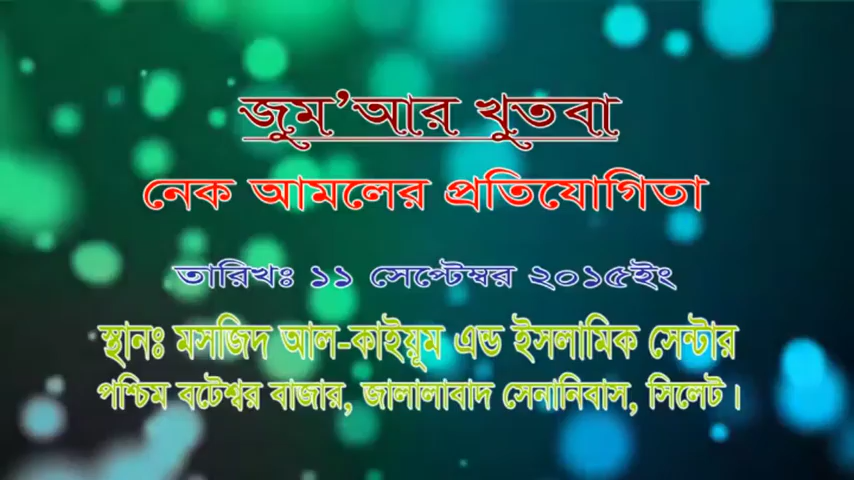 জুম’আর খুতবা
নেক আমলের প্রতিযোগিতা
তারিখঃ ১১ সেপ্টেম্বর ২০১৫ইং
স্থানঃ মসজিদ আল-কাইয়ূম এন্ড ইসলামিক সেন্টার
পশ্চিম বটেশ্বর বাজার, জালালাবাদ সেনানিবাস, সিলেট।